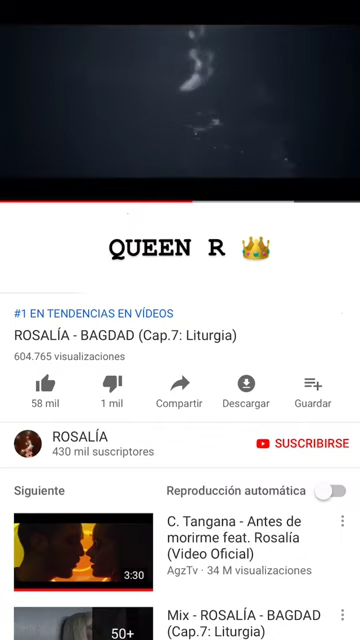 QUEEN R 👑
#1 EN TENDENCIAS EN VÍDEOS
ROSALÍA - BAGDAD (Cap.7: Liturgia)
604.765 visualizaciones
58 mil
1 mil
Compartir
Descargar
Guardar
ROSALÍA
430 mil suscriptores
SUSCRIBIRSE
Siguiente
Reproducción automática
3:30
C. Tangana - Antes de
morirme feat. Rosalía
(Video Oficial)
AgzTv · 34 M visualizaciones
50+
Mix - ROSALÍA - BAGDAD
(Cap.7: Liturgia)